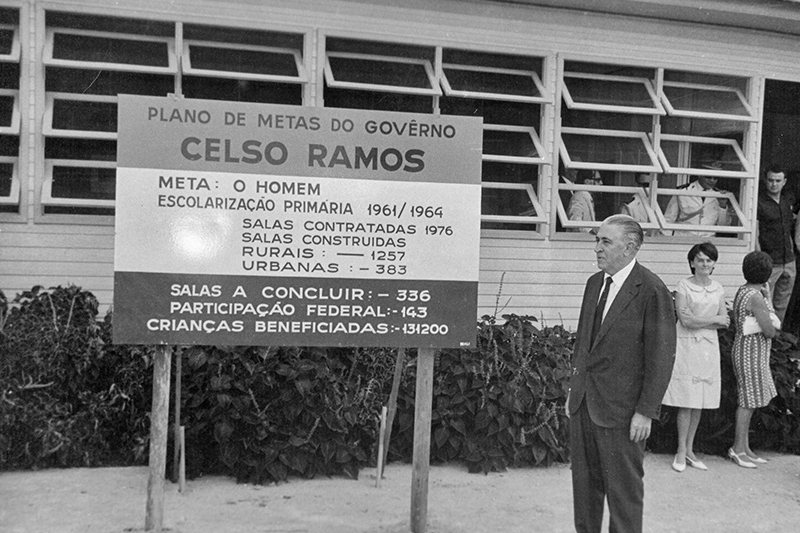 PLANO DE METAS DO GOVÊRNO
CELSO RAMOS
META: O HOMEM
ESCOLARIZAÇÃO PRIMÁRIA 1961/1964
SALAS CONTRATADAS 1976
SALAS CONSTRUIDAS
RURAIS : — 1257
URBANAS : - 383
SALAS A CONCLUIR:- 336
PARTICIPAÇÃO FEDERAL:-143
CRIANÇAS BENEFICIADAS:-131200